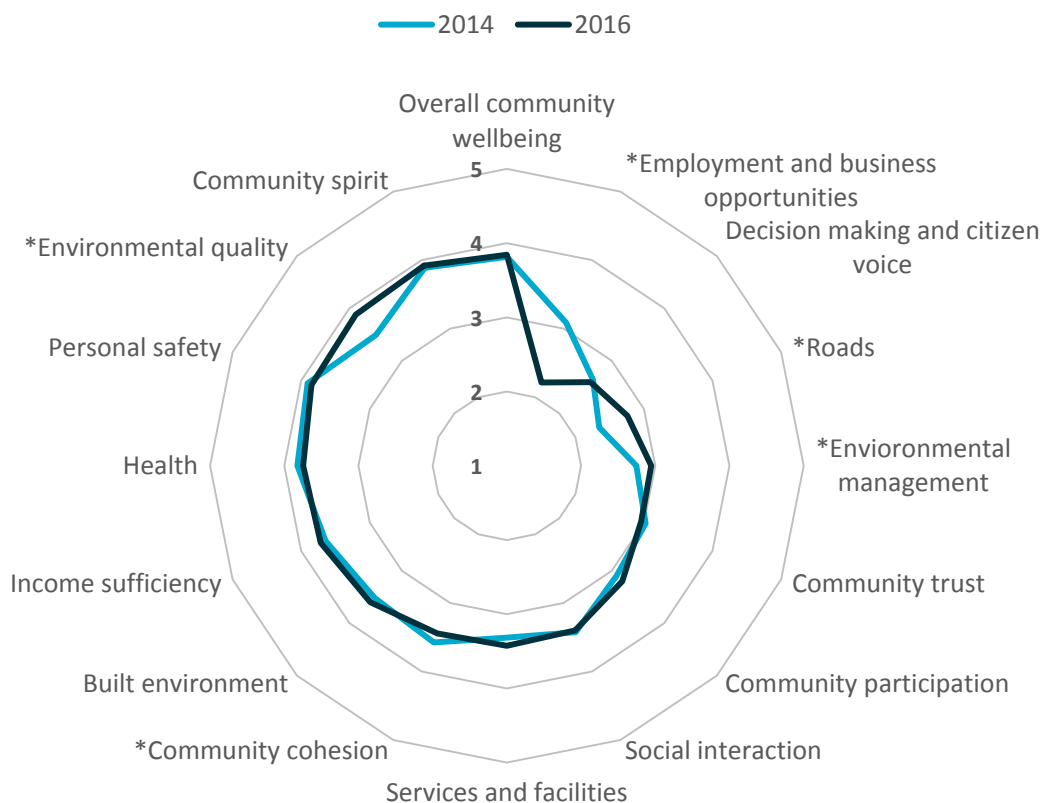 2014 2016
Overall community
wellbeing
*Employment and business
opportunities
Decision making and citizen
voice
*Roads
*Envioronmental
management
Community trust
Community participation
Social interaction
Services and facilities
*Community cohesion
Built environment
Income sufficiency
Health
Personal safety
*Environmental quality
Community spirit
5
4
3
2
1